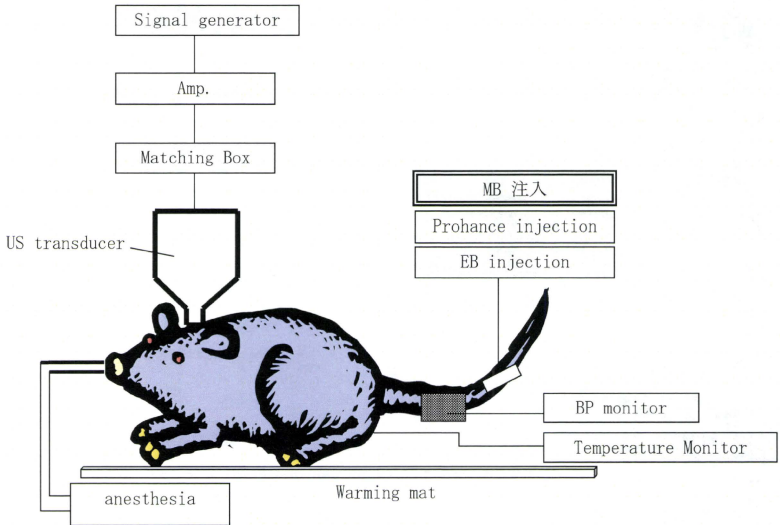 Signal generator
Amp.
Matching Box
MB 注入
Prohance injection
US transducer
EB injection
BP monitor
Temperature Monitor
anesthesia
Warming mat